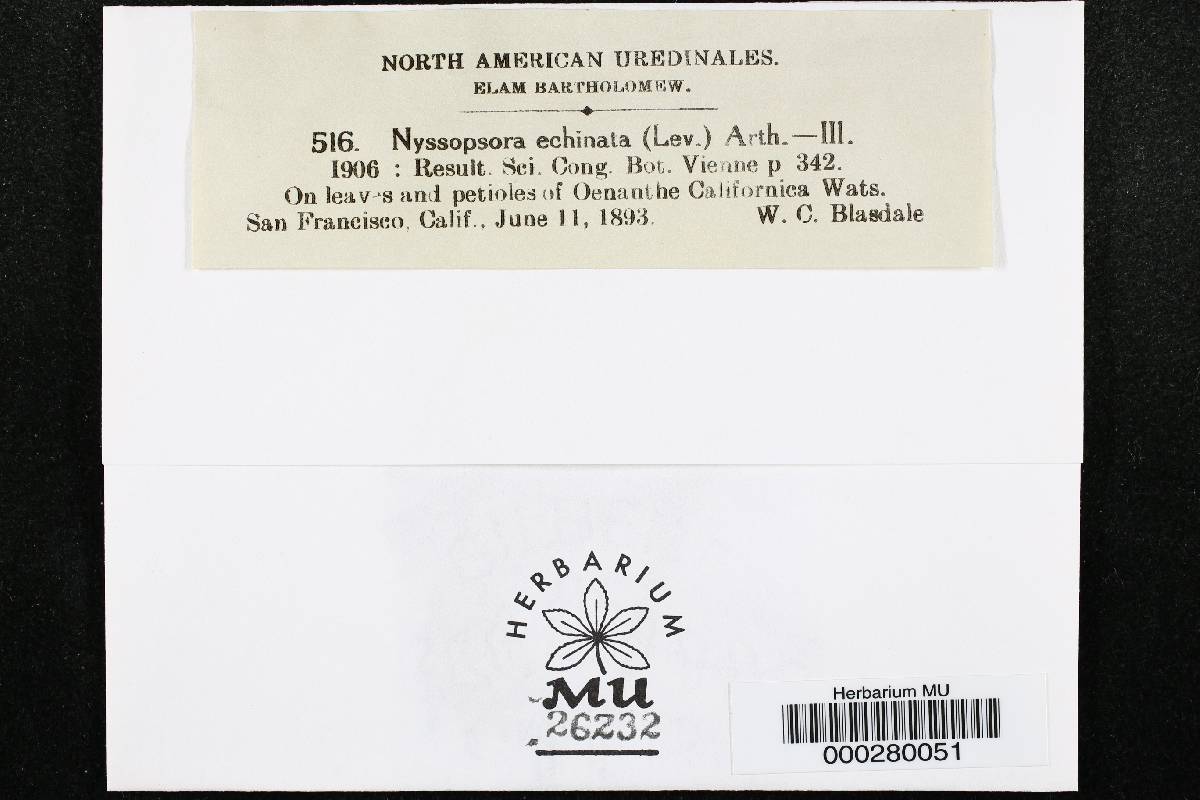 NORTH AMERICAN UREDINALES.
ELAM BARTHOLOMEW.
516. Nyssopsora echinata (Lev.) Arth.—III.
1906 : Result. Sci. Cong. Bot. Vienne p 342.
On leaves and petioles of Oenanthe Californica Wats.
San Francisco, Calif., June 11, 1893. W. C. Blasdale
HERBARIUM
MU
26232
Herbarium MU
000280051